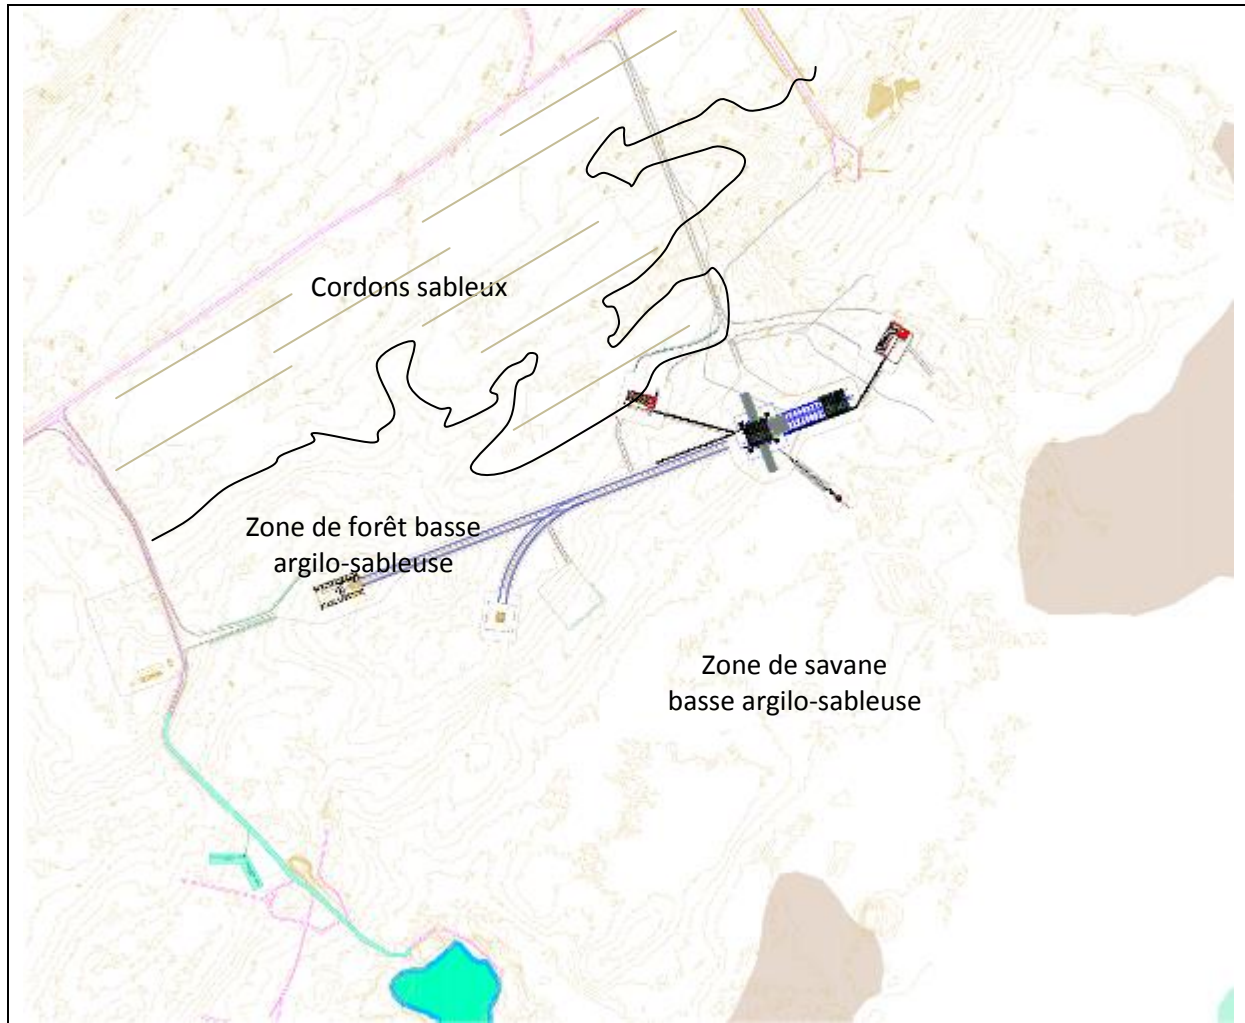 Cordons sableux
Zone de forêt basse
argilo-sableuse
Zone de savane
basse argilo-sableuse